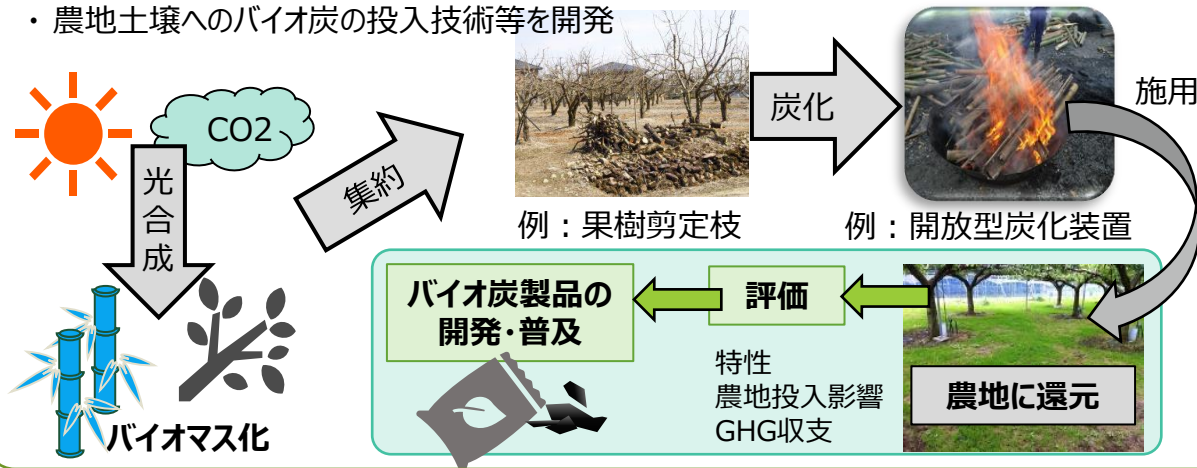 ・農地土壌へのバイオ炭の投入技術等を開発
CO2
光合成
バイオマス化
集約
例：果樹剪定枝
炭化
例：開放型炭化装置
施用
農地に還元
評価
特性
農地投入影響
GHG収支
バイオ炭製品の
開発・普及